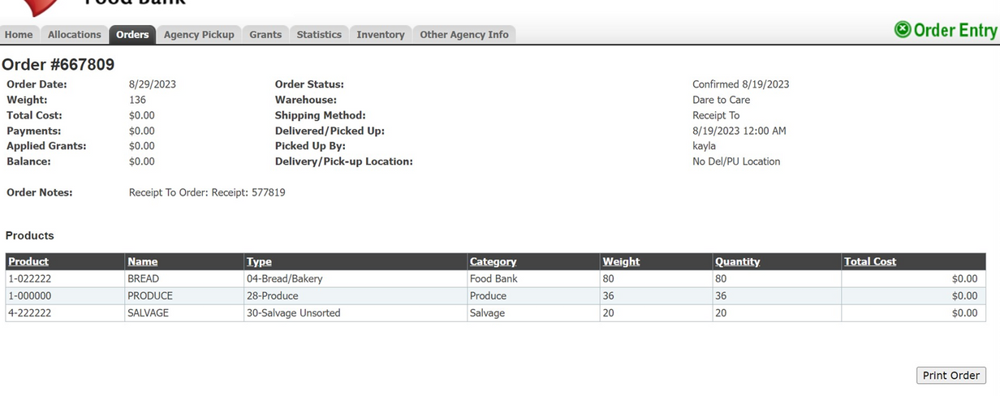 Food Bank
Home Allocations Orders Agency Pickup Grants Statistics Inventory Other Agency Info Order Entry
Order #667809
Order Date: 8/29/2023 Order Status: Confirmed 8/19/2023
Weight: 136 Warehouse: Dare to Care
Total Cost: $0.00 Shipping Method: Receipt To
Payments: $0.00 Delivered/Picked Up: 8/19/2023 12:00 AM
Applied Grants: $0.00 Picked Up By: kayla
Balance: $0.00 Delivery/Pick-up Location: No Del/PU Location
Order Notes: Receipt To Order: Receipt: 577819
Products
Product Name Type Category Weight Quantity Total Cost
1-022222 BREAD 04-Bread/Bakery Food Bank 80 80 $0.00
1-000000 PRODUCE 28-Produce Produce 36 36 $0.00
4-222222 SALVAGE 30-Salvage Unsorted Salvage 20 20 $0.00
Print Order